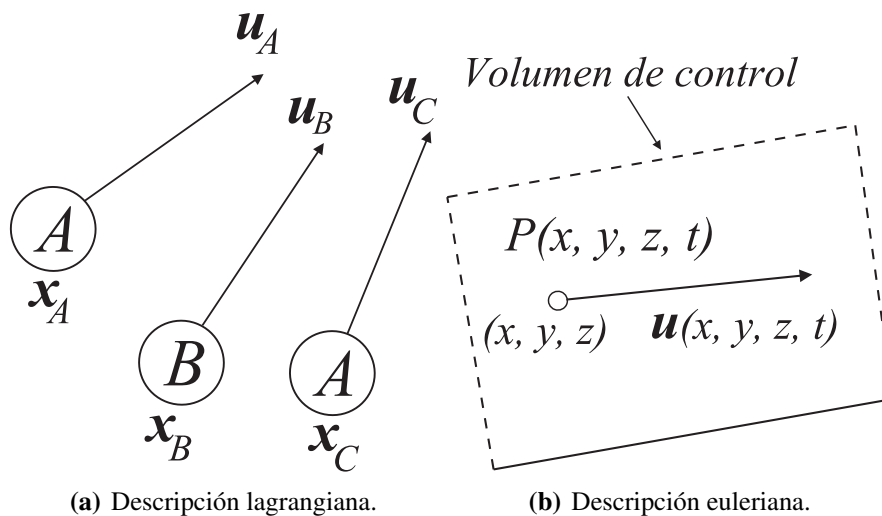 u_A
u_B
u_C
A
x_A
B
x_B
A
x_C
(a) Descripción lagrangiana.
Volumen de control
P(x, y, z, t)
(x, y, z)
u(x, y, z, t)
(b) Descripción euleriana.